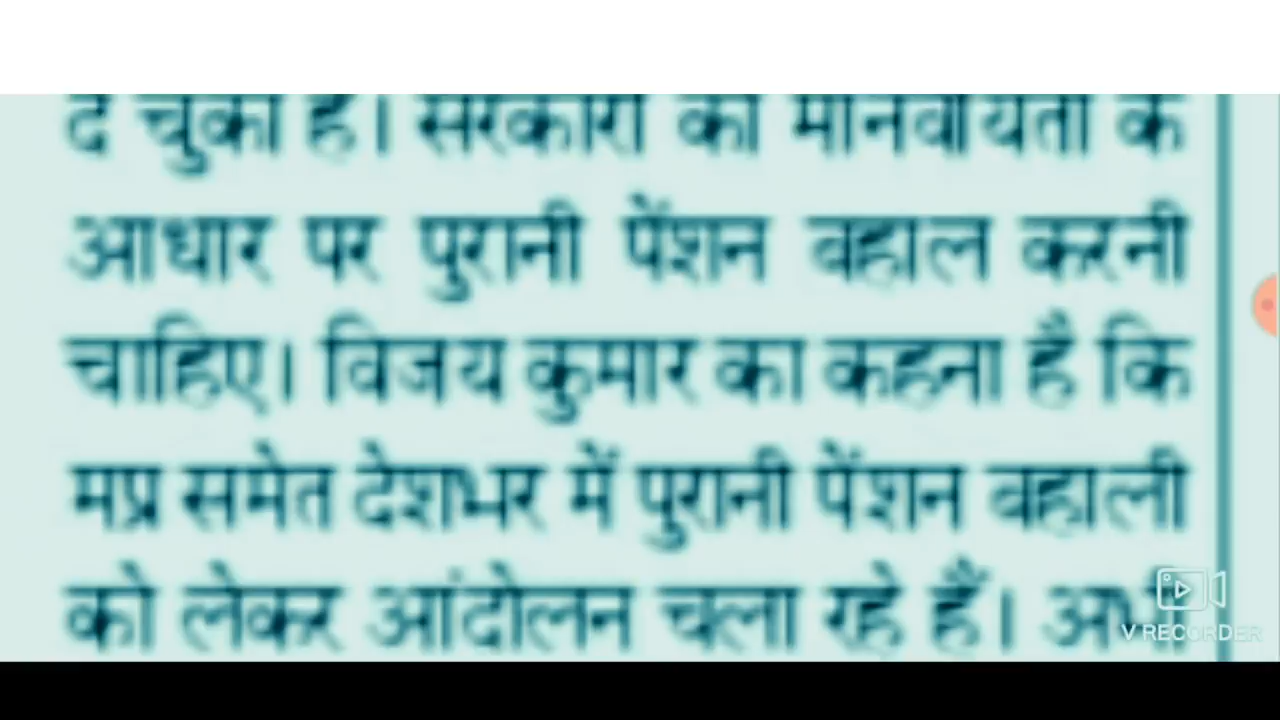 दे चुकी है। सरकारों को मानवीयता के
आधार पर पुरानी पेंशन बहाल करनी
चाहिए। विजय कुमार का कहना है कि
मप्र समेत देशभर में पुरानी पेंशन बहाली
को लेकर आंदोलन चला रहे हैं। अभी
V RECORDER